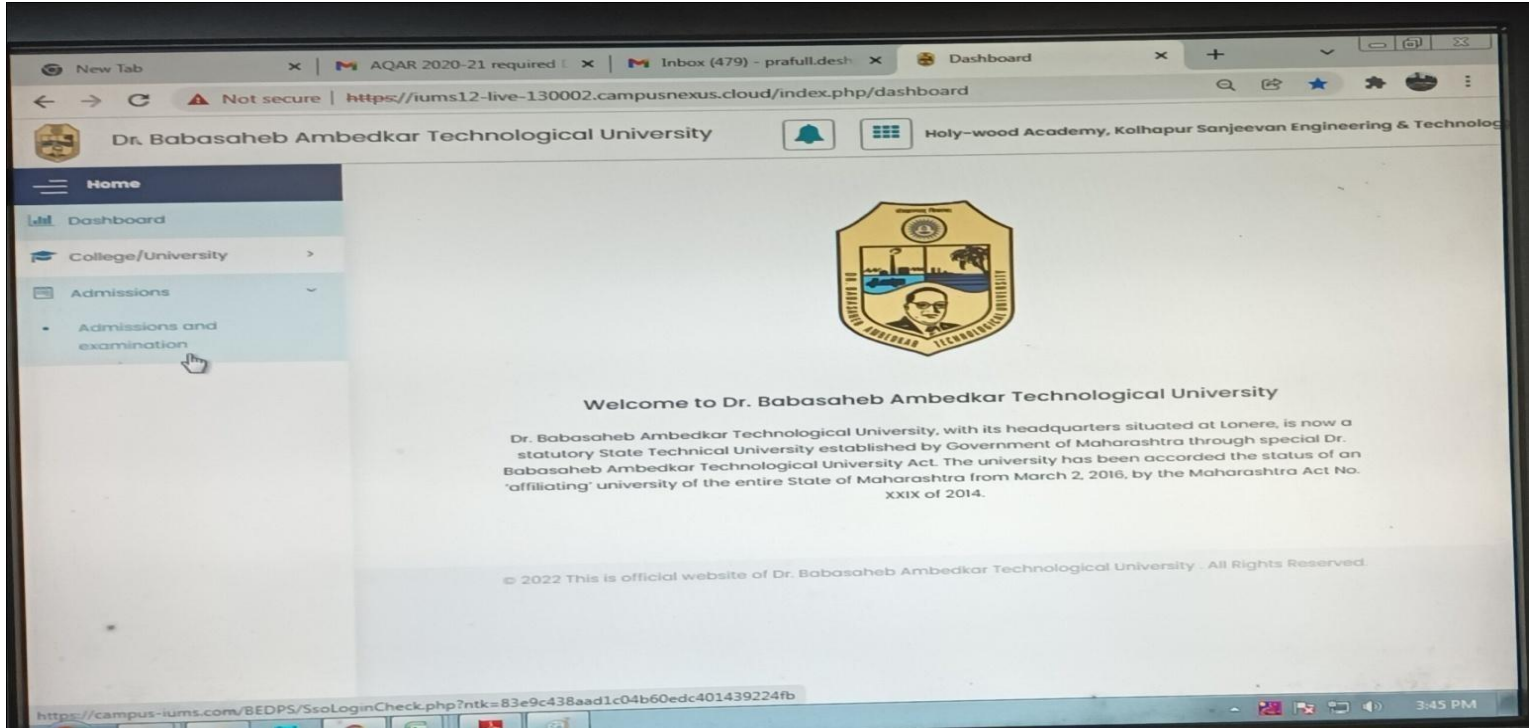 New Tab
AQAR 2020-21 required
Inbox (479) - prafull.desh
Dashboard
Not secure | https://iums12-live-130002.campusnexus.cloud/index.php/dashboard
Dr. Babasaheb Ambedkar Technological University
Holy-wood Academy, Kolhapur Sanjeevan Engineering & Technolog
Home
Dashboard
College/University
Admissions
Admissions and
examination
DR. BABASAHEB AMBEDKAR TECHNOLOGICAL UNIVERSITY
Welcome to Dr. Babasaheb Ambedkar Technological University
Dr. Babasaheb Ambedkar Technological University, with its headquarters situated at Lonere, is now a
statutory State Technical University established by Government of Maharashtra through special Dr.
Babasaheb Ambedkar Technological University Act. The university has been accorded the status of an
'affiliating' university of the entire State of Maharashtra from March 2, 2016, by the Maharashtra Act No.
XXIX of 2014.
© 2022 This is official website of Dr. Babasaheb Ambedkar Technological University . All Rights Reserved.
https://campus-iums.com/BEDPS/SsoLoginCheck.php?ntk=83e9c438aad1c04b60edc401439224fb
3:45 PM